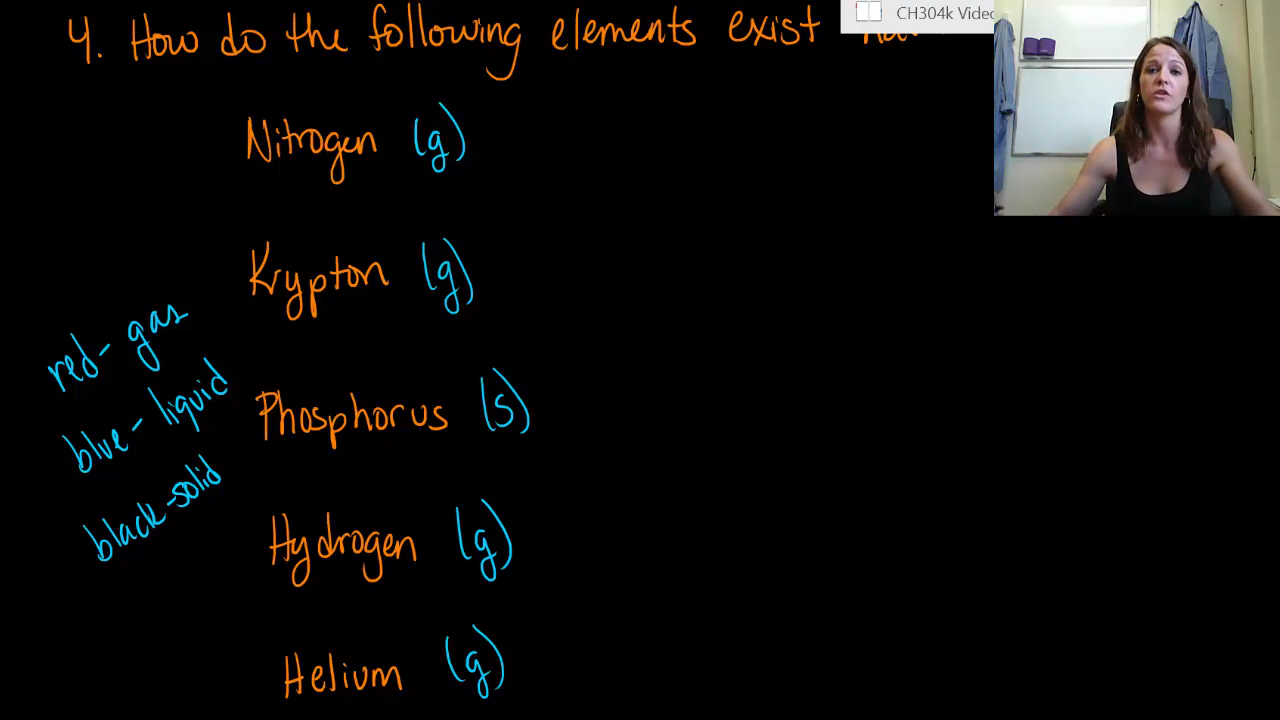 4. How do the following elements exist
CH304k Video
Nitrogen (g)
Krypton (g)
red- gas
blue- liquid
Phosphorus (s)
black-solid
Hydrogen (g)
Helium (g)